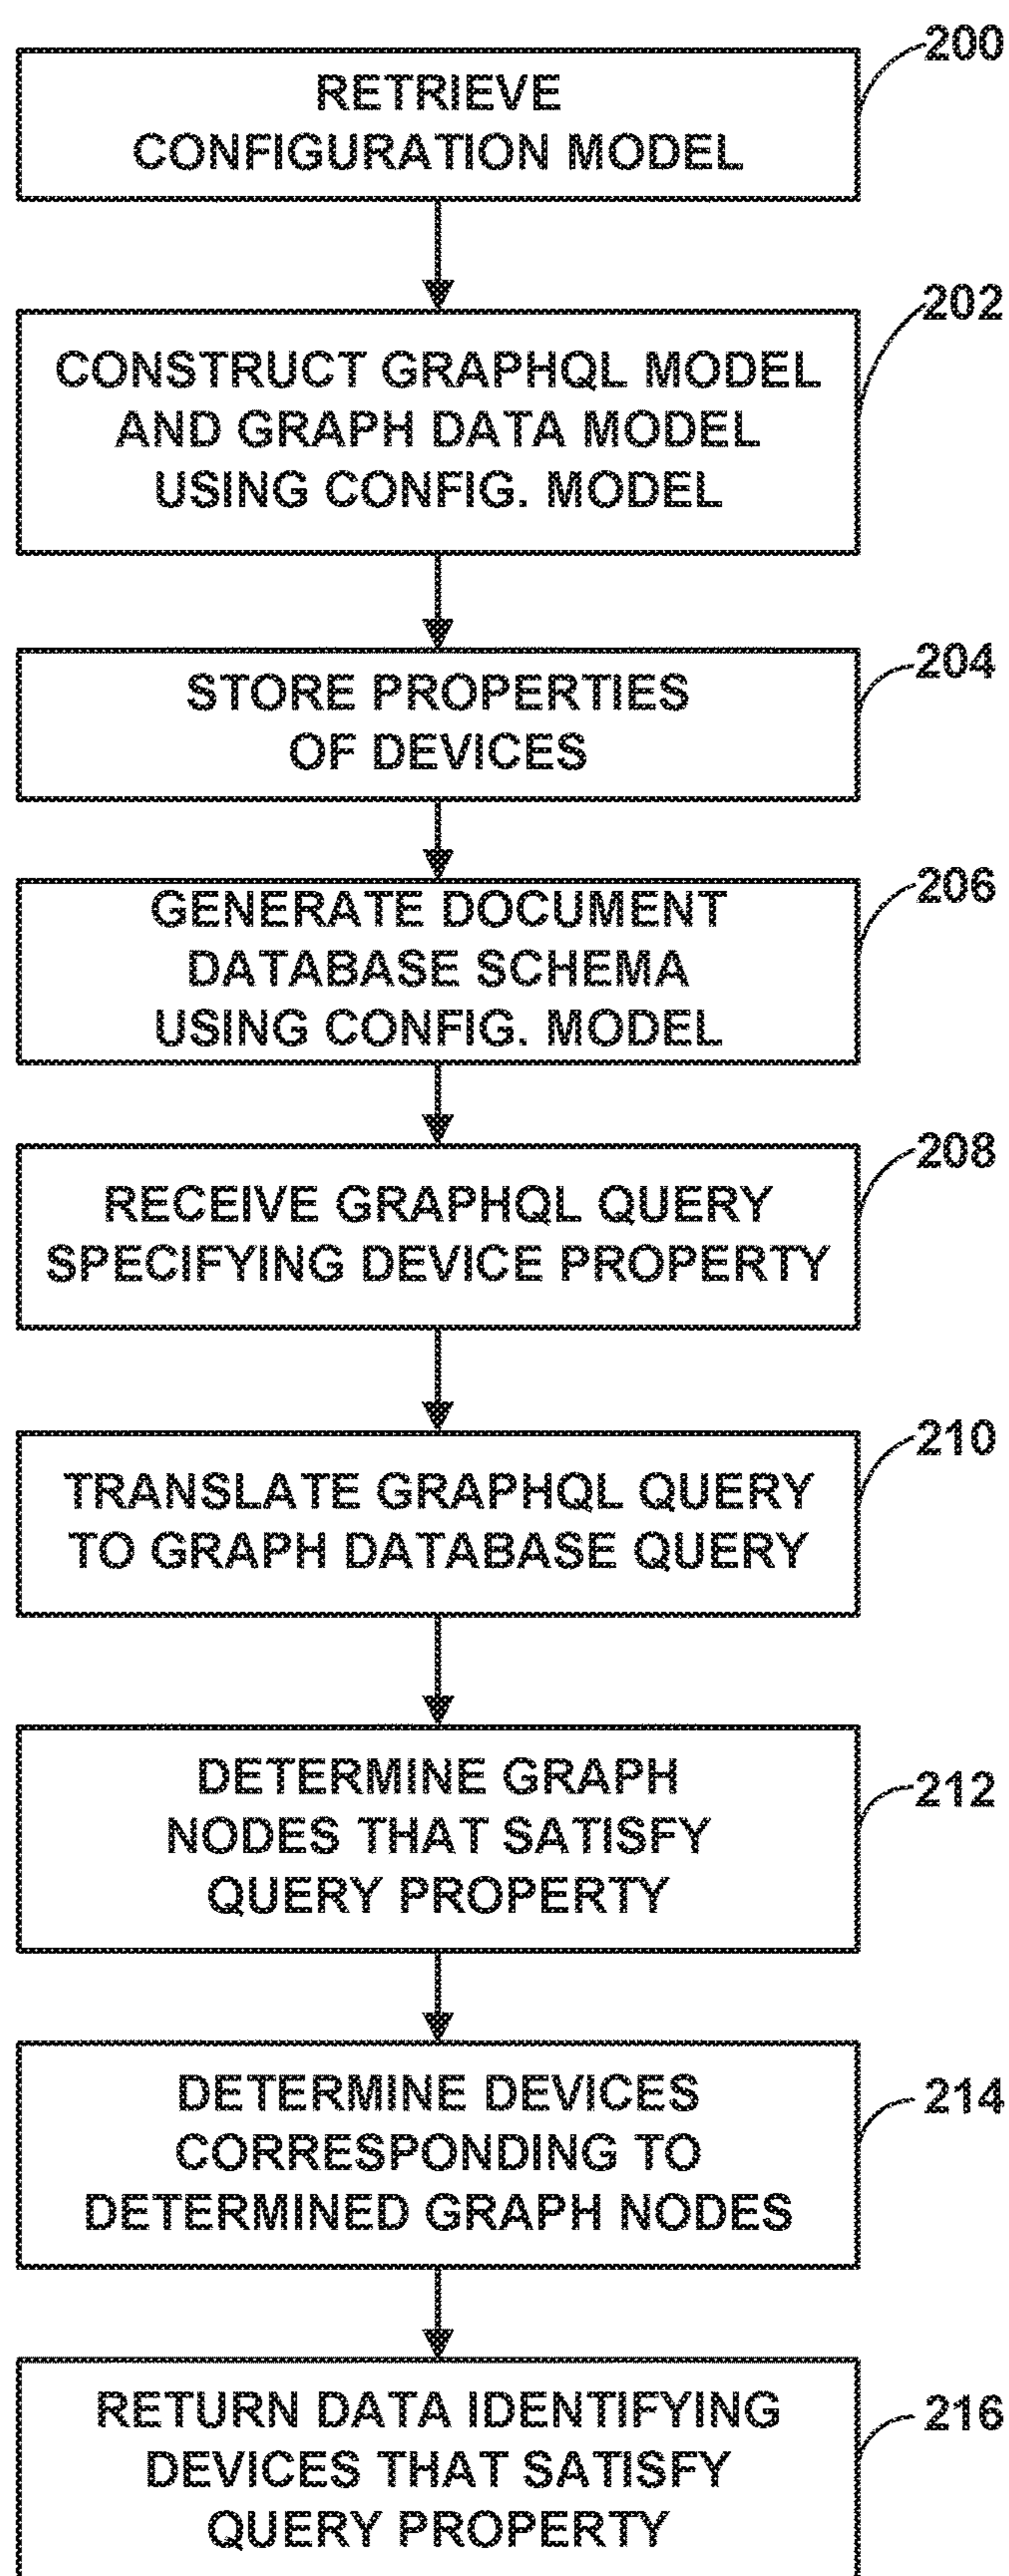 200
RETRIEVE
CONFIGURATION MODEL
202
CONSTRUCT GRAPHQL MODEL
AND GRAPH DATA MODEL
USING CONFIG. MODEL
204
STORE PROPERTIES
OF DEVICES
206
GENERATE DOCUMENT
DATABASE SCHEMA
USING CONFIG. MODEL
208
RECEIVE GRAPHQL QUERY
SPECIFYING DEVICE PROPERTY
210
TRANSLATE GRAPHQL QUERY
TO GRAPH DATABASE QUERY
212
DETERMINE GRAPH
NODES THAT SATISFY
QUERY PROPERTY
214
DETERMINE DEVICES
CORRESPONDING TO
DETERMINED GRAPH NODES
216
RETURN DATA IDENTIFYING
DEVICES THAT SATISFY
QUERY PROPERTY